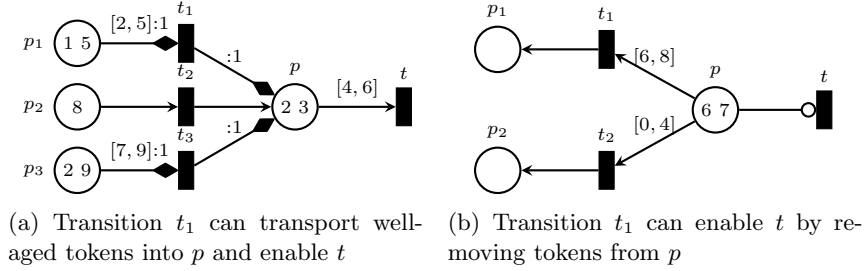 [2, 5]:1
t1
p1
1 5
:1
p
t2
[4, 6]
t
p2
8
2 3
t3
:1
[7, 9]:1
p3
2 9
(a) Transition t1 can transport well-
aged tokens into p and enable t
p1
t1
[6, 8]
p
t
6 7
p2
t2
[0, 4]
(b) Transition t1 can enable t by re-
moving tokens from p